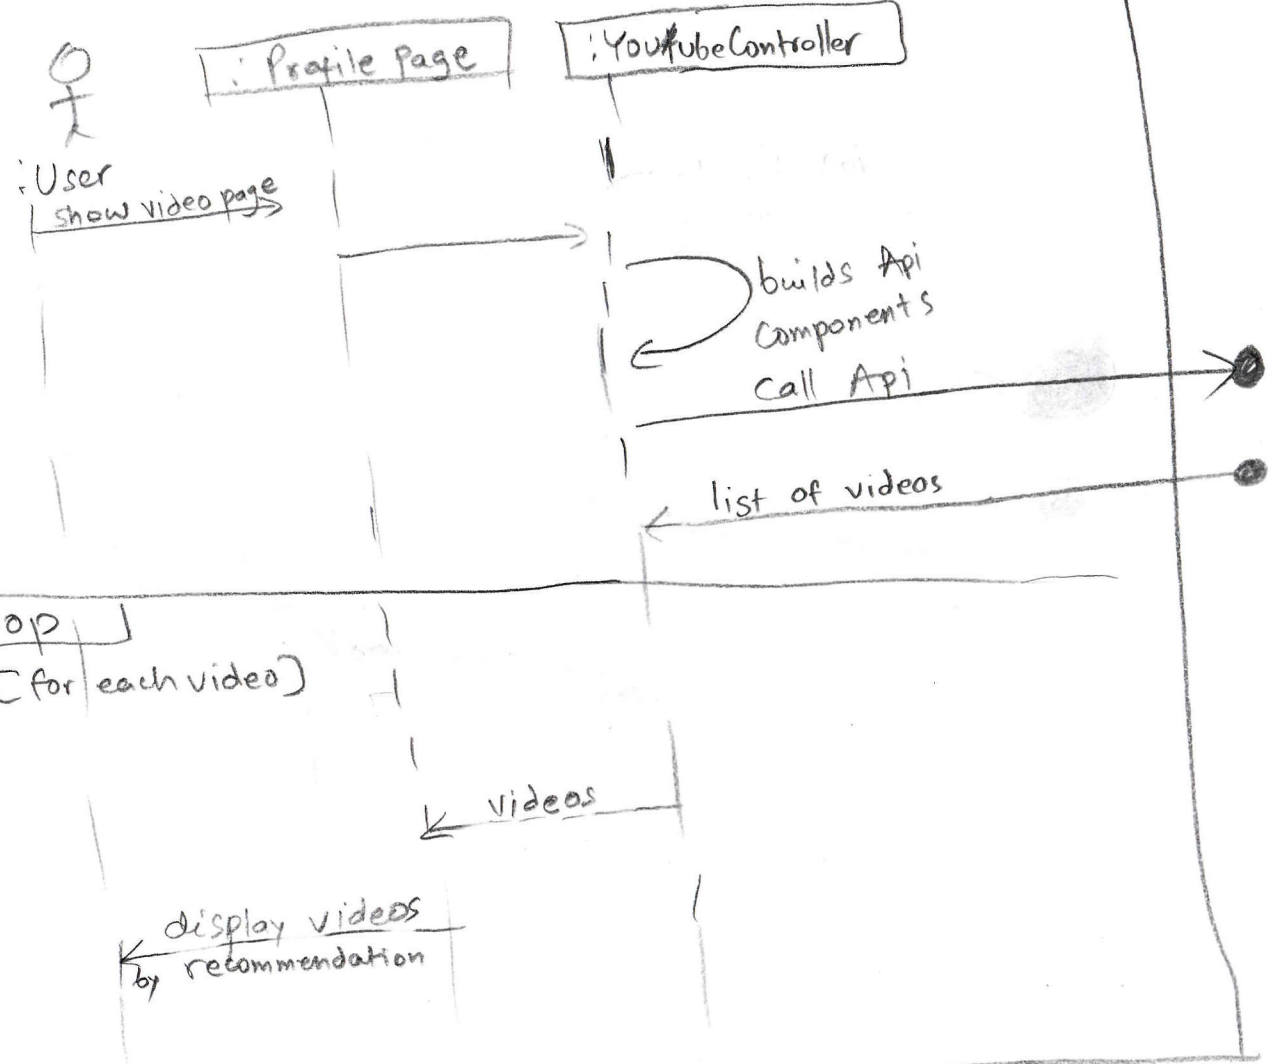 : Profile Page
:YoutubeController
:User
show video page
builds Api
Components
Call Api
list of videos
op
[for each video]
videos
display videos
by recommendation